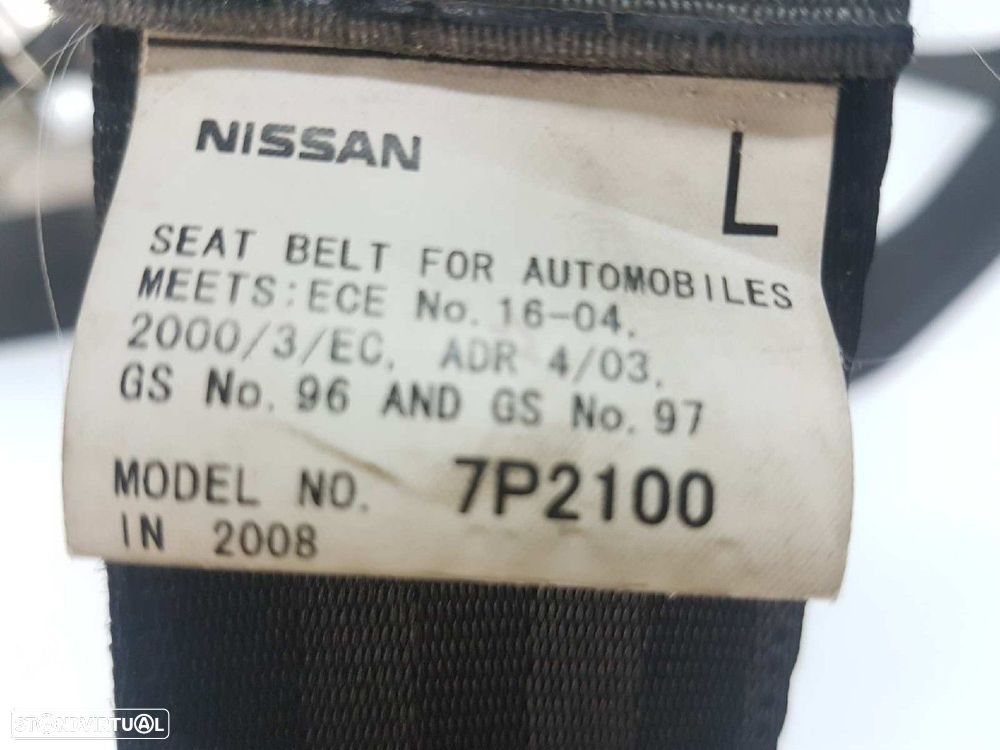 NISSAN
L
SEAT BELT FOR AUTOMOBILES
MEETS:ECE No. 16-04.
2000/3/EC. ADR 4/03.
GS No. 96 AND GS No. 97
MODEL NO. 7P2100
IN 2008
STANDVIRTUAL